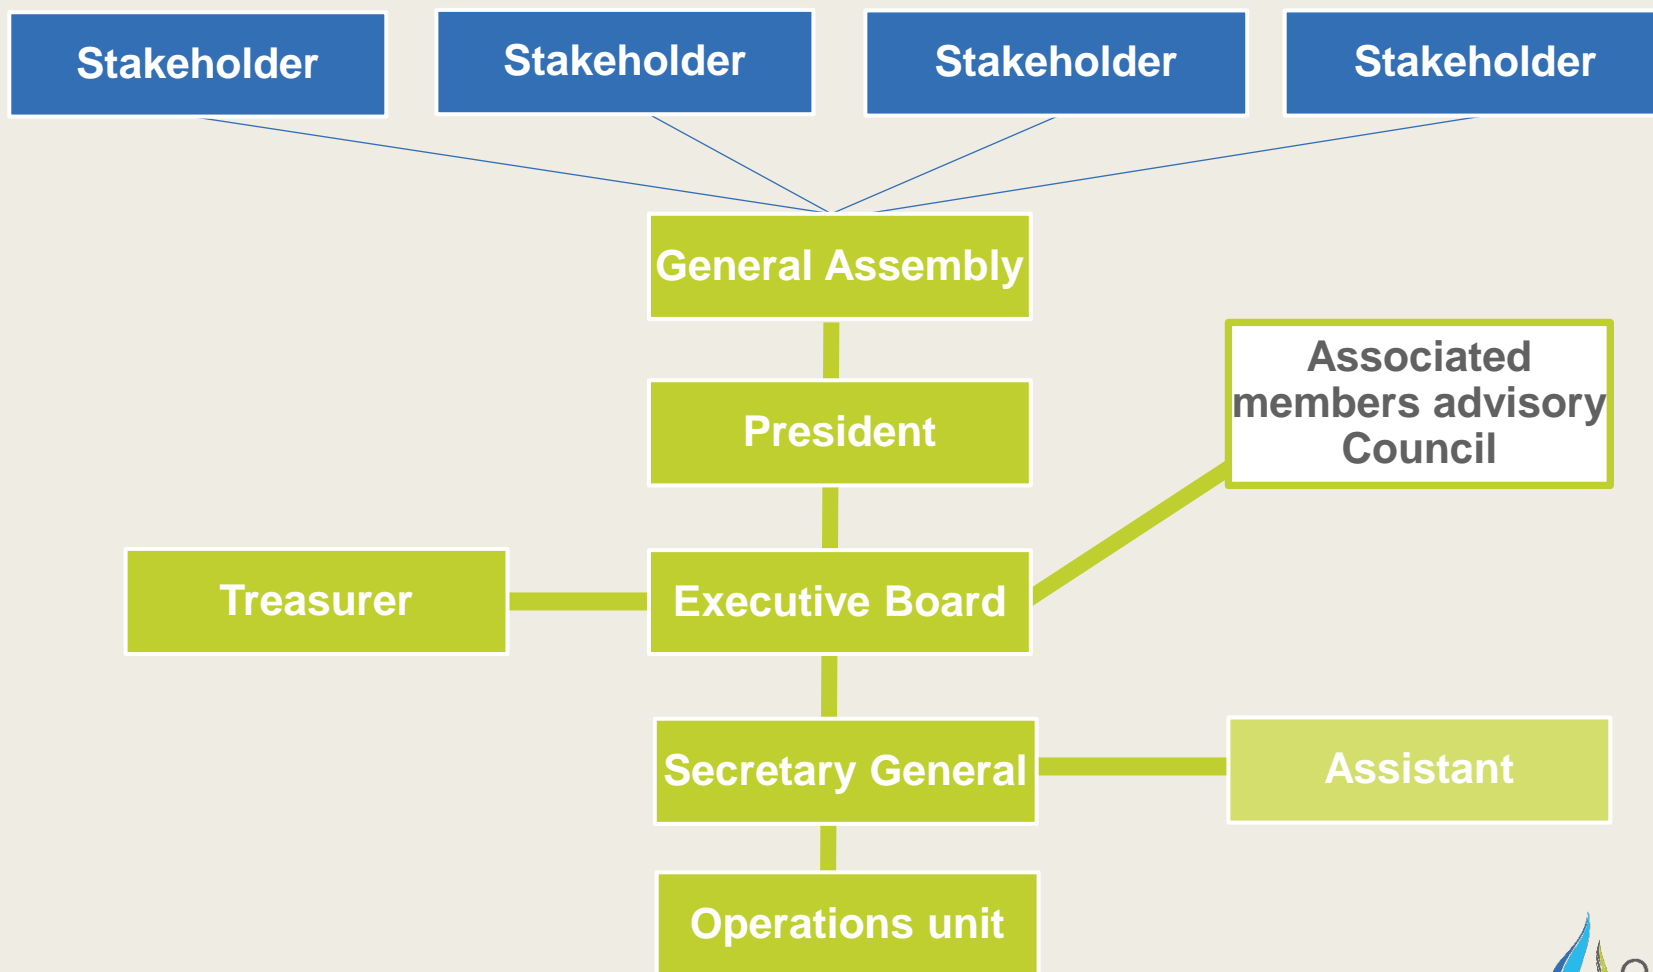 Stakeholder
Stakeholder
Stakeholder
Stakeholder
General Assembly
Associated
members advisory
Council
President
Treasurer
Executive Board
Secretary General
Assistant
Operations unit